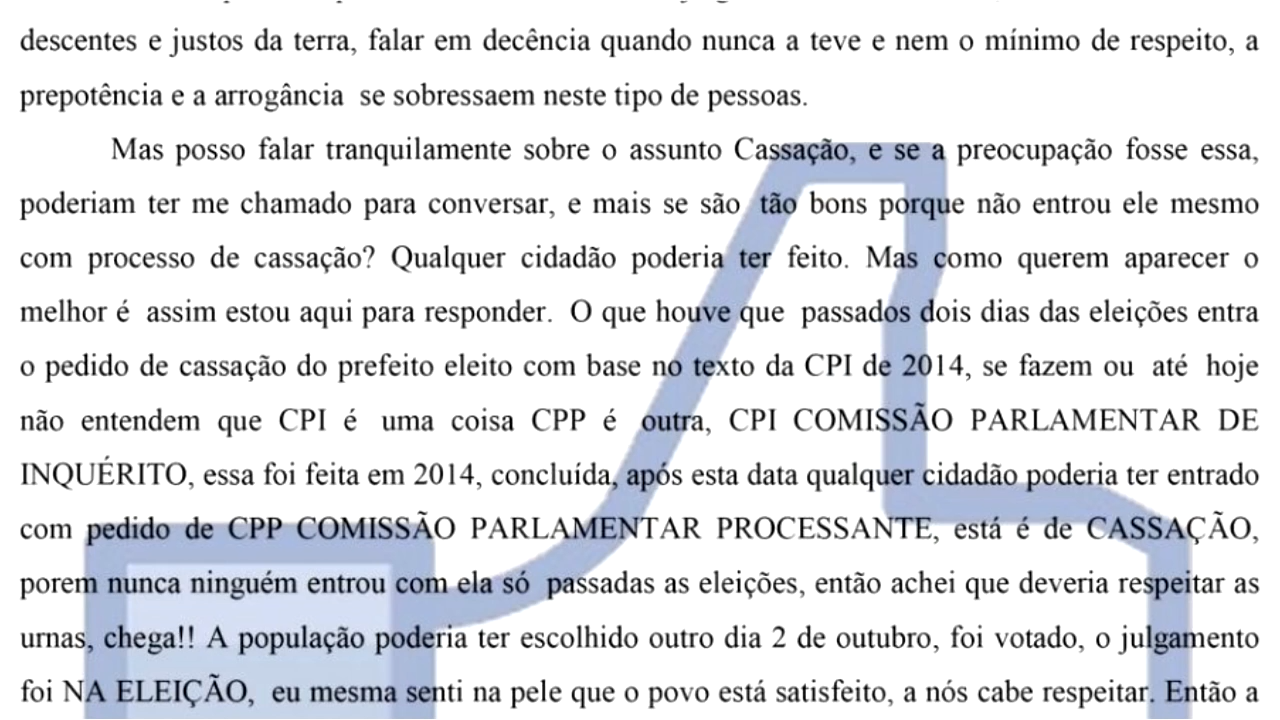 descentes e justos da terra, falar em decência quando nunca a teve e nem o mínimo de respeito, a
prepotência e a arrogância se sobressaem neste tipo de pessoas.
Mas posso falar tranquilamente sobre o assunto Cassação, e se a preocupação fosse essa,
poderiam ter me chamado para conversar, e mais se são tão bons porque não entrou ele mesmo
com processo de cassação? Qualquer cidadão poderia ter feito. Mas como querem aparecer o
melhor é assim estou aqui para responder. O que houve que passados dois dias das eleições entra
o pedido de cassação do prefeito eleito com base no texto da CPI de 2014, se fazem ou até hoje
não entendem que CPI é uma coisa CPP é outra, CPI COMISSÃO PARLAMENTAR DE
INQUÉRITO, essa foi feita em 2014, concluída, após esta data qualquer cidadão poderia ter entrado
com pedido de CPP COMISSÃO PARLAMENTAR PROCESSANTE, está é de CASSAÇÃO,
porem nunca ninguém entrou com ela só passadas as eleições, então achei que deveria respeitar as
urnas, chega!! A população poderia ter escolhido outro dia 2 de outubro, foi votado, o julgamento
foi NA ELEIÇÃO, eu mesma senti na pele que o povo está satisfeito, a nós cabe respeitar. Então a